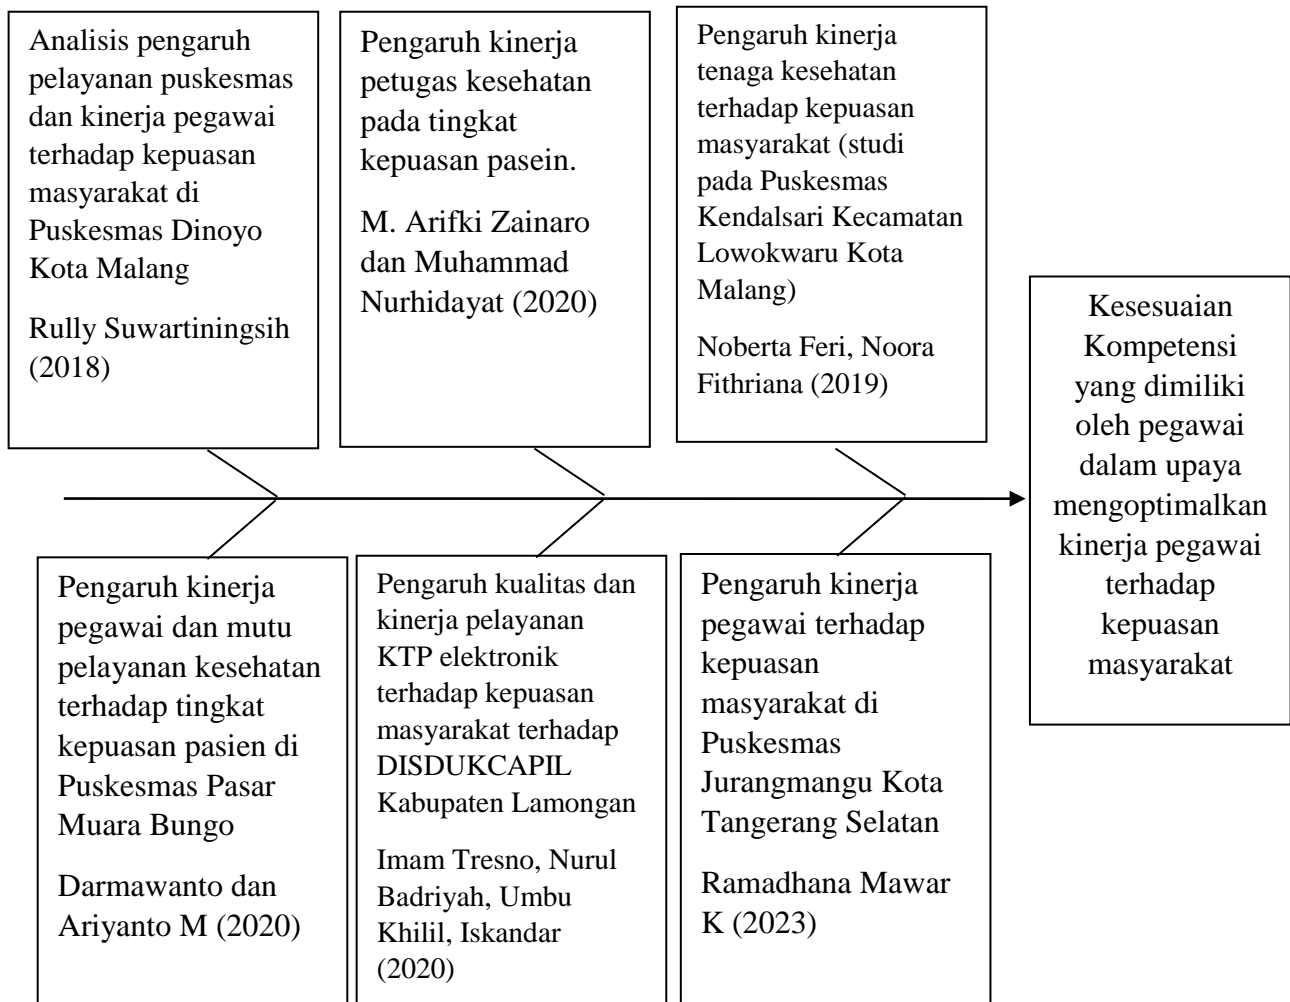 Analisis pengaruh
pelayanan puskesmas
dan kinerja pegawai
terhadap kepuasan
masyarakat di
Puskesmas Dinoyo
Kota Malang
Rully Suwartiningsih
(2018)
Pengaruh kinerja
petugas kesehatan
pada tingkat
kepuasan pasein.
M. Arifki Zainaro
dan Muhammad
Nurhidayat (2020)
Pengaruh kinerja
tenaga kesehatan
terhadap kepuasan
masyarakat (studi
pada Puskesmas
Kendalsari Kecamatan
Lowokwaru Kota
Malang)
Noberta Feri, Noora
Fithriana (2019)
Kesesuaian
Kompetensi
yang dimiliki
oleh pegawai
dalam upaya
mengoptimalkan
kinerja pegawai
terhadap
kepuasan
masyarakat
Pengaruh kinerja
pegawai dan mutu
pelayanan kesehatan
terhadap tingkat
kepuasan pasien di
Puskesmas Pasar
Muara Bungo
Darmawanto dan
Ariyanto M (2020)
Pengaruh kualitas dan
kinerja pelayanan
KTP elektronik
terhadap kepuasan
masyarakat terhadap
DISDUKCAPIL
Kabupaten Lamongan
Imam Tresno, Nurul
Badriyah, Umbu
Khilil, Iskandar
(2020)
Pengaruh kinerja
pegawai terhadap
kepuasan
masyarakat di
Puskesmas
Jurangmangu Kota
Tangerang Selatan
Ramadhana Mawar
K (2023)